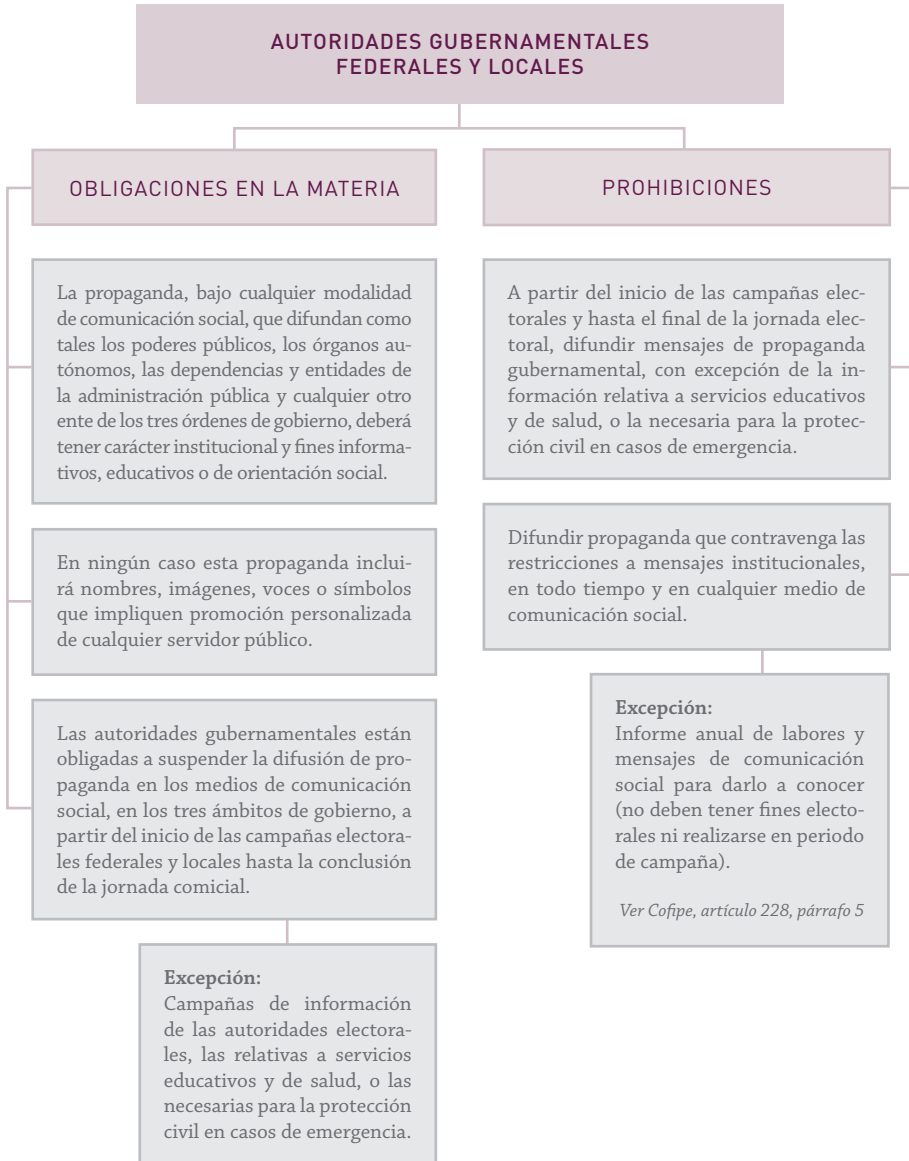 AUTORIDADES GUBERNAMENTALES
FEDERALES Y LOCALES
OBLIGACIONES EN LA MATERIA
La propaganda, bajo cualquier modalidad
de comunicación social, que difundan como
tales los poderes públicos, los órganos au-
tónomos, las dependencias y entidades de
la administración pública y cualquier otro
ente de los tres órdenes de gobierno, deberá
tener carácter institucional y fines informa-
tivos, educativos o de orientación social.
En ningún caso esta propaganda inclui-
rá nombres, imágenes, voces o símbolos
que impliquen promoción personalizada
de cualquier servidor público.
Las autoridades gubernamentales están
obligadas a suspender la difusión de pro-
paganda en los medios de comunicación
social, en los tres ámbitos de gobierno, a
partir del inicio de las campañas electora-
les federales y locales hasta la conclusión
de la jornada comicial.
Excepción:
Campañas de información
de las autoridades electora-
les, las relativas a servicios
educativos y de salud, o las
necesarias para la protección
civil en casos de emergencia.
PROHIBICIONES
A partir del inicio de las campañas elec-
torales y hasta el final de la jornada elec-
toral, difundir mensajes de propaganda
gubernamental, con excepción de la in-
formación relativa a servicios educativos
y de salud, o la necesaria para la protec-
ción civil en casos de emergencia.
Difundir propaganda que contravenga las
restricciones a mensajes institucionales,
en todo tiempo y en cualquier medio de
comunicación social.
Excepción:
Informe anual de labores y
mensajes de comunicación
social para darlo a conocer
(no deben tener fines electo-
rales ni realizarse en periodo
de campaña).
Ver Cofipe, artículo 228, párrafo 5